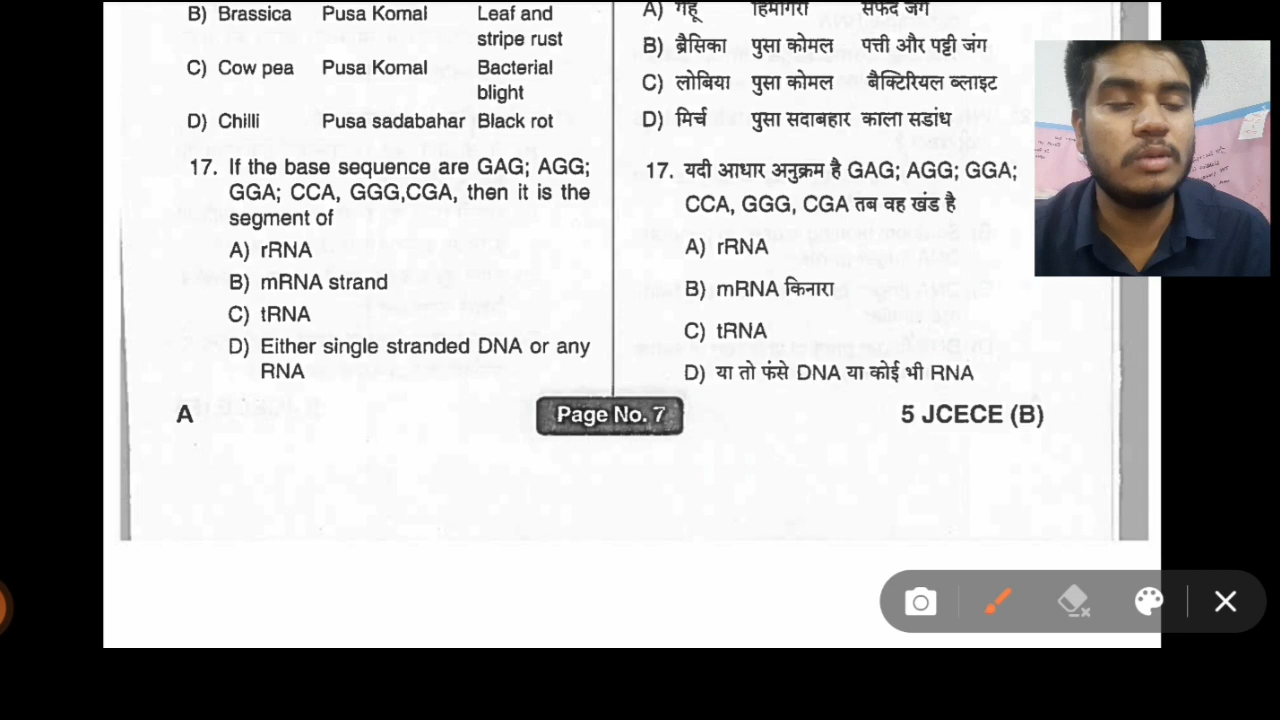 B) Brassica Pusa Komal Leaf and
stripe rust
C) Cow pea Pusa Komal Bacterial
blight
D) Chilli Pusa sadabahar Black rot
17. If the base sequence are GAG; AGG;
GGA; CCA, GGG,CGA, then it is the
segment of
A) rRNA
B) mRNA strand
C) tRNA
D) Either single stranded DNA or any
RNA
A) गेहूं हिमगिरी सफेद जंग
B) ब्रैसिका पुसा कोमल पत्ती और पट्टी जंग
C) लोबिया पुसा कोमल बैक्टिरियल ब्लाइट
D) मिर्च पुसा सदाबहार काला सडांध
17. यदी आधार अनुक्रम है GAG; AGG; GGA;
CCA, GGG, CGA तब वह खंड है
A) rRNA
B) mRNA किनारा
C) tRNA
D) या तो फंसे DNA या कोई भी RNA
A Page No. 7 5 JCECE (B)